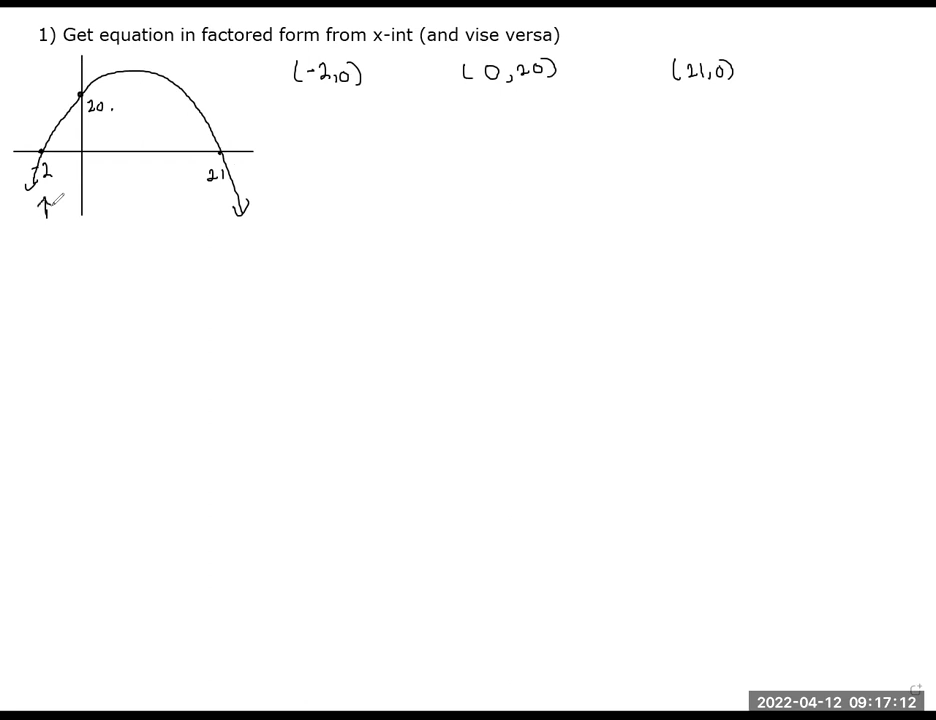 1) Get equation in factored form from x-int (and vise versa)
(-2,0) (0,20) (21,0)
20.
-2
21
2022-04-12 09:17:12